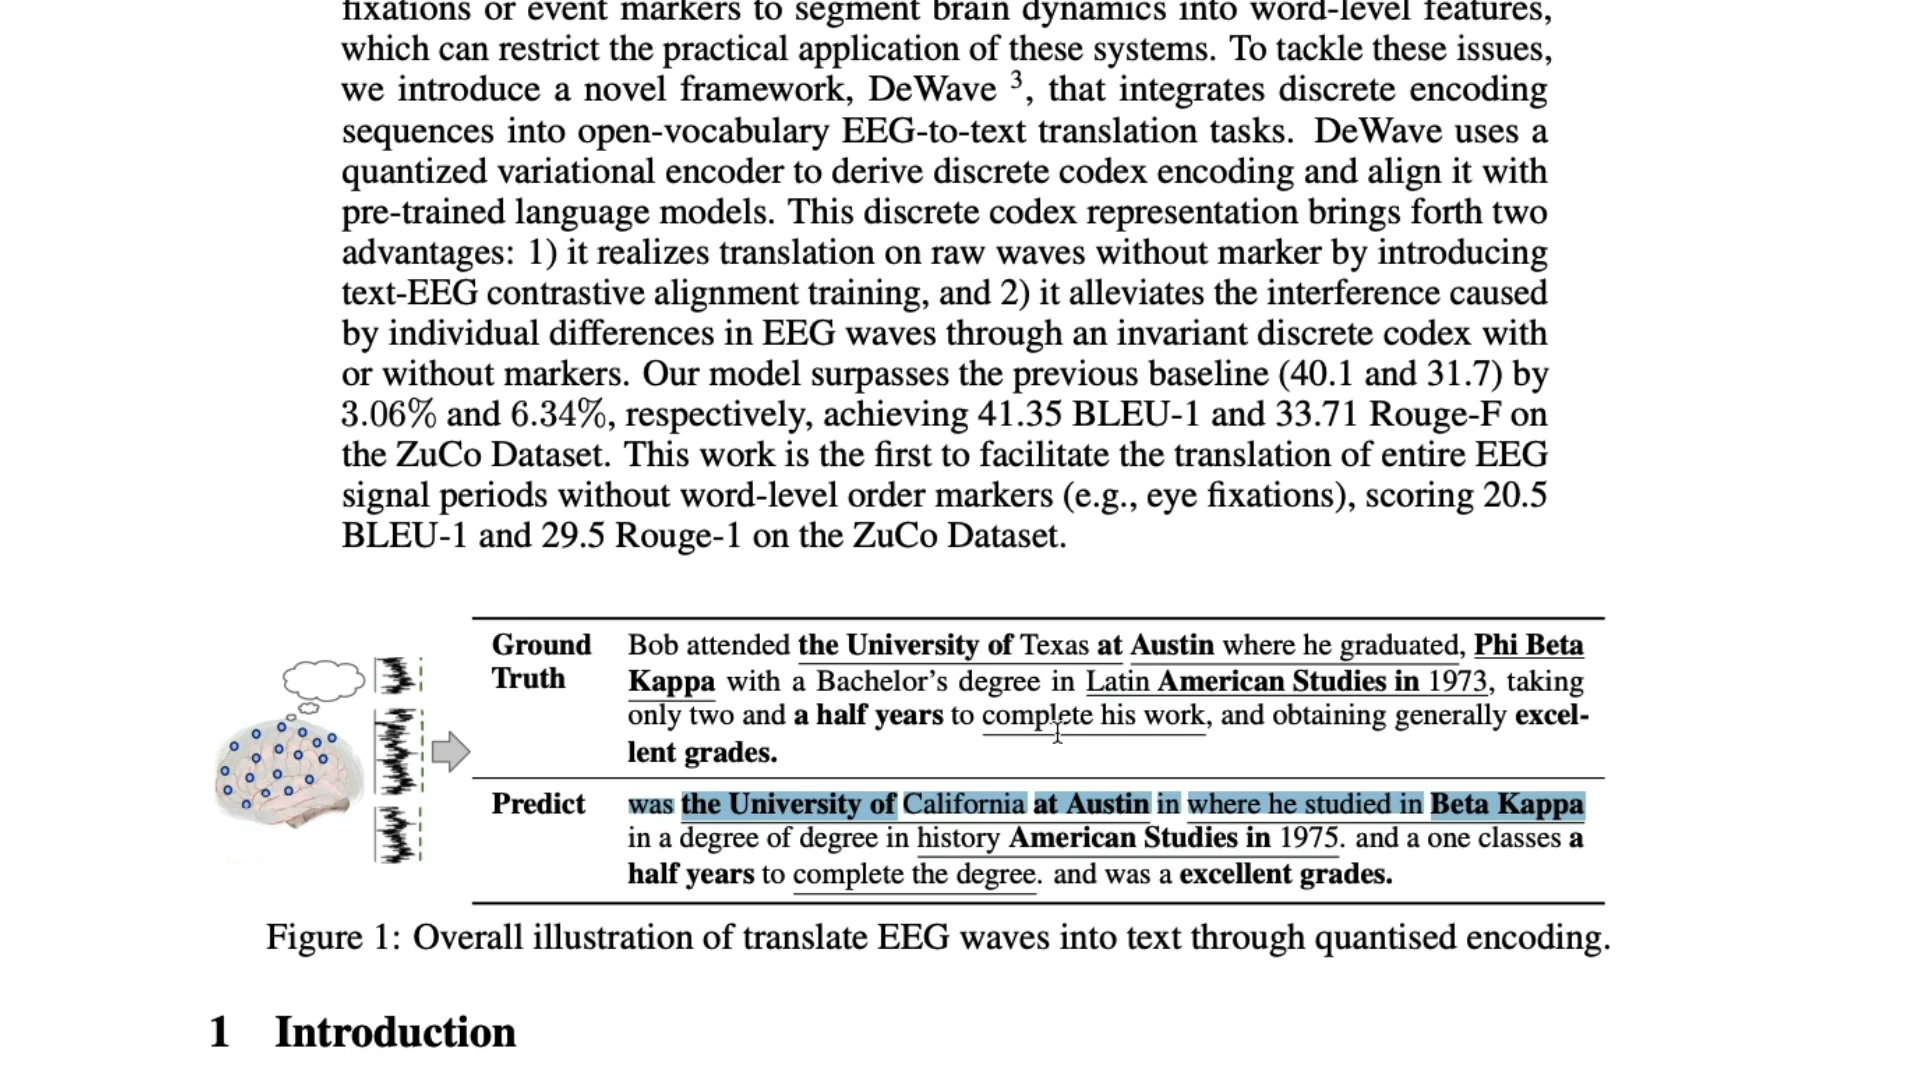 fixations or event markers to segment brain dynamics into word-level features,
which can restrict the practical application of these systems. To tackle these issues,
we introduce a novel framework, DeWave 3, that integrates discrete encoding
sequences into open-vocabulary EEG-to-text translation tasks. DeWave uses a
quantized variational encoder to derive discrete codex encoding and align it with
pre-trained language models. This discrete codex representation brings forth two
advantages: 1) it realizes translation on raw waves without marker by introducing
text-EEG contrastive alignment training, and 2) it alleviates the interference caused
by individual differences in EEG waves through an invariant discrete codex with
or without markers. Our model surpasses the previous baseline (40.1 and 31.7) by
3.06% and 6.34%, respectively, achieving 41.35 BLEU-1 and 33.71 Rouge-F on
the ZuCo Dataset. This work is the first to facilitate the translation of entire EEG
signal periods without word-level order markers (e.g., eye fixations), scoring 20.5
BLEU-1 and 29.5 Rouge-1 on the ZuCo Dataset.
Ground Truth
Bob attended the University of Texas at Austin where he graduated, Phi Beta
Kappa with a Bachelor's degree in Latin American Studies in 1973, taking
only two and a half years to complete his work, and obtaining generally excel-
lent grades.
Predict
was the University of California at Austin in where he studied in Beta Kappa
in a degree of degree in history American Studies in 1975. and a one classes a
half years to complete the degree. and was a excellent grades.
Figure 1: Overall illustration of translate EEG waves into text through quantised encoding.
1 Introduction